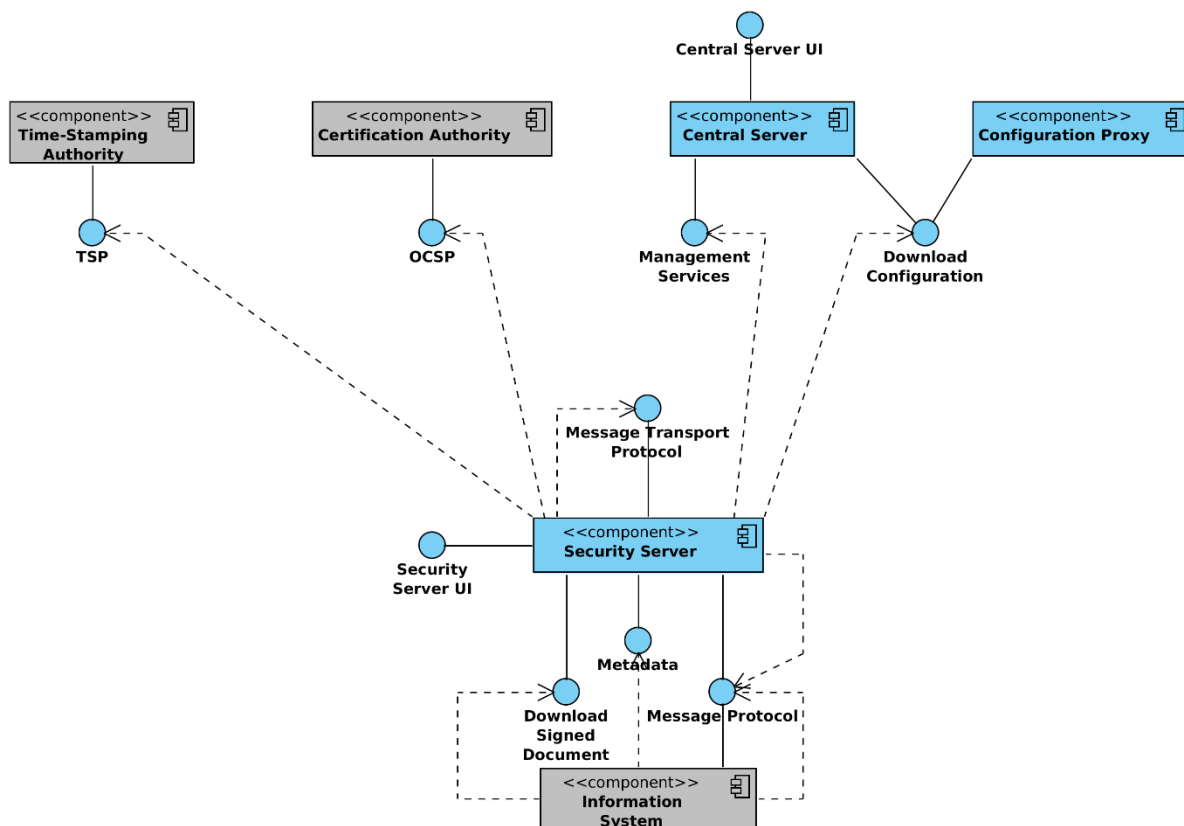 Central Server UI
<<component>>
Time-Stamping
Authority
<<component>>
Certification Authority
<<component>>
Central Server
<<component>>
Configuration Proxy
TSP
OCSP
Management
Services
Download
Configuration
Message Transport
Protocol
<<component>>
Security Server
Security
Server UI
Metadata
Download
Signed
Document
Message Protocol
<<component>>
Information
System